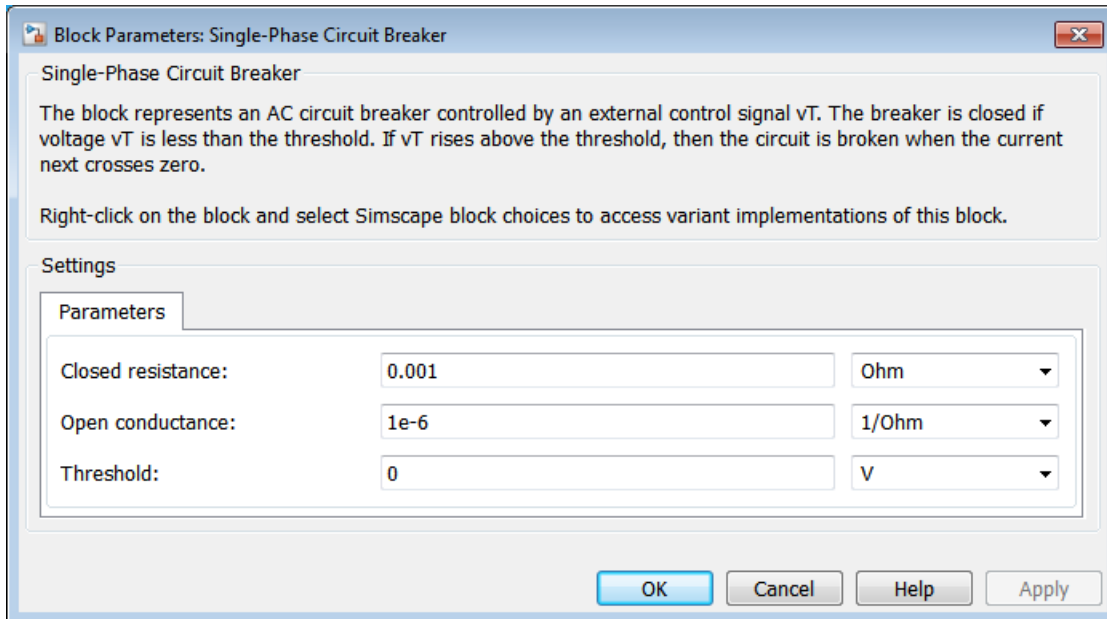 Block Parameters: Single-Phase Circuit Breaker
Single-Phase Circuit Breaker
The block represents an AC circuit breaker controlled by an external control signal vT. The breaker is closed if
voltage vT is less than the threshold. If vT rises above the threshold, then the circuit is broken when the current
next crosses zero.
Right-click on the block and select Simscape block choices to access variant implementations of this block.
Settings
Parameters
Closed resistance: 0.001 Ohm
Open conductance: 1e-6 1/Ohm
Threshold: 0 V
OK Cancel Help Apply